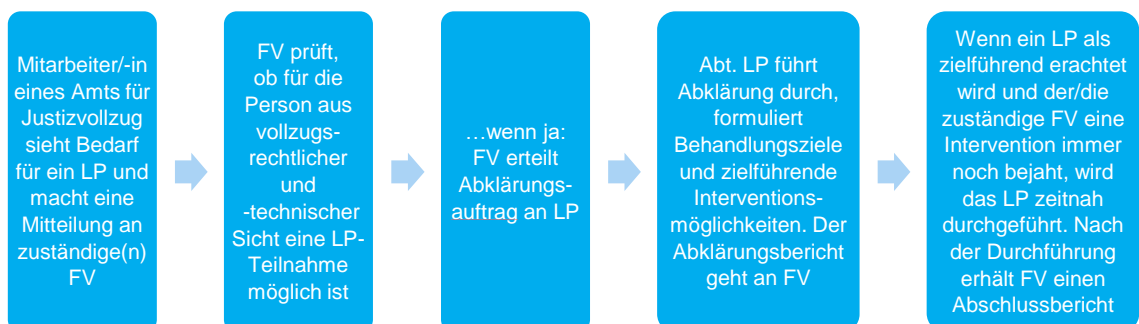 Mitarbeiter/-in
eines Amts für
Justizvollzug
sieht Bedarf
für ein LP und
macht eine
Mitteilung an
zuständige(n)
FV
FV prüft,
ob für die
Person aus
vollzugs-
rechtlicher
und
-technischer
Sicht eine LP-
Teilnahme
möglich ist
…wenn ja:
FV erteilt
Abklärungs-
auftrag an LP
Abt. LP führt
Abklärung durch,
formuliert
Behandlungsziele
und zielführende
Interventions-
möglichkeiten. Der
Abklärungsbericht
geht an FV
Wenn ein LP als
zielführend erachtet
wird und der/die
zuständige FV eine
Intervention immer
noch bejaht, wird
das LP zeitnah
durchgeführt. Nach
der Durchführung
erhält FV einen
Abschlussbericht